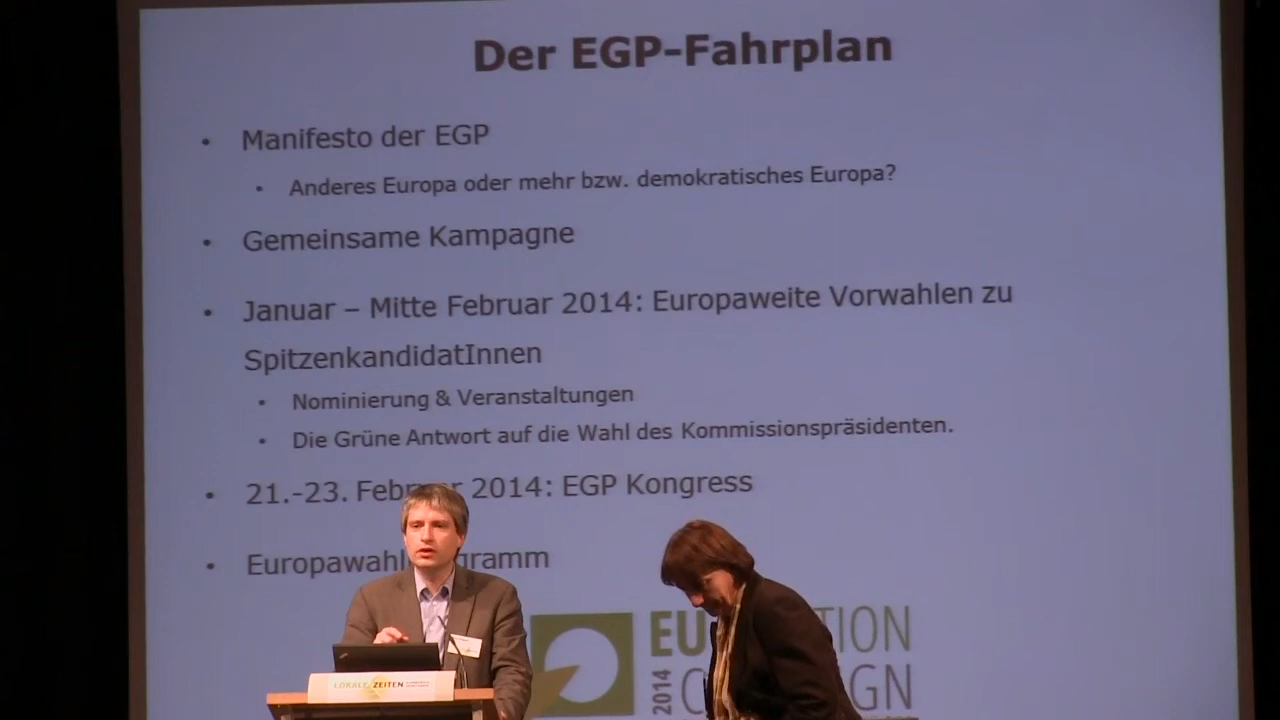 Der EGP-Fahrplan
• Manifesto der EGP
• Anderes Europa oder mehr bzw. demokratisches Europa?
• Gemeinsame Kampagne
• Januar – Mitte Februar 2014: Europaweite Vorwahlen zu
SpitzenkandidatInnen
• Nominierung & Veranstaltungen
• Die Grüne Antwort auf die Wahl des Kommissionspräsidenten.
• 21.-23. 2014: EGP Kongress
•
2014
LOKALE ZEITEN